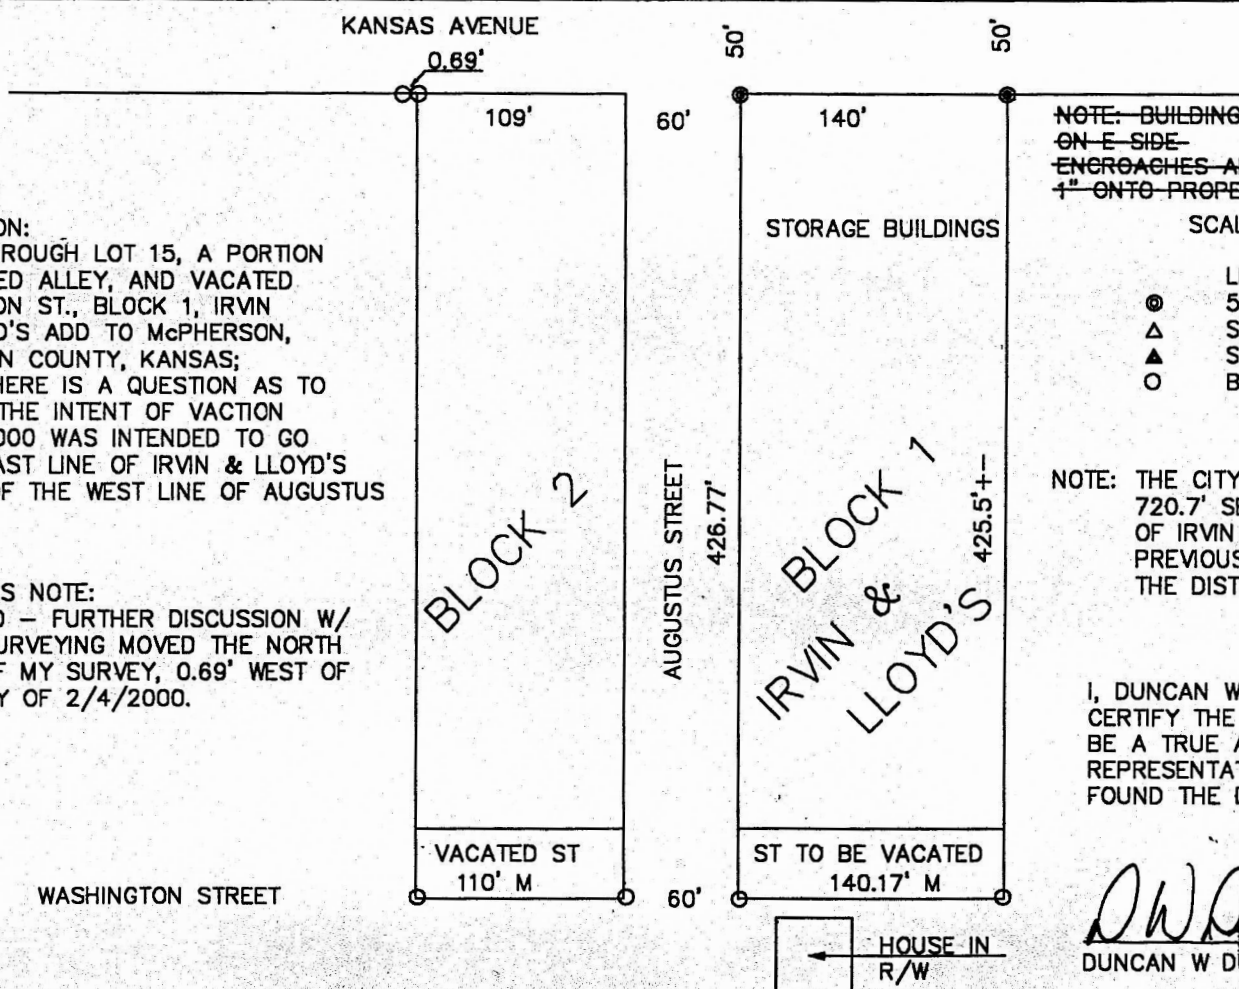 KANSAS AVENUE
0.69'
50'
50'
109'
60'
140'
NOTE: BUILDING
ON E SIDE
ENCROACHES
1" ONTO
STORAGE BUILDINGS
ON:
ROUGH LOT 15, A PORTION
ED ALLEY, AND VACATED
ON ST., BLOCK 1, IRVIN
D'S ADD TO McPHERSON,
N COUNTY, KANSAS;
HERE IS A QUESTION AS TO
THE INTENT OF VACTION
000 WAS INTENDED TO GO
AST LINE OF IRVIN & LLOYD'S
F THE WEST LINE OF AUGUSTUS
S NOTE:
– FURTHER DISCUSSION W/
URVEYING MOVED THE NORTH
F MY SURVEY, 0.69' WEST OF
Y OF 2/4/2000.
BLOCK 2
AUGUSTUS STREET
426.77'
BLOCK 1
IRVIN &
LLOYD'S
425.5'+-
SCAL
L
5
S
S
B
NOTE: THE CITY
720.7' SE
OF IRVIN
PREVIOUS
THE DIST
I, DUNCAN W
CERTIFY THE
BE A TRUE A
REPRESENTAT
FOUND THE
VACATED ST
110' M
ST TO BE VACATED
140.17' M
WASHINGTON STREET
60'
HOUSE IN
R/W
DUNCAN W DU